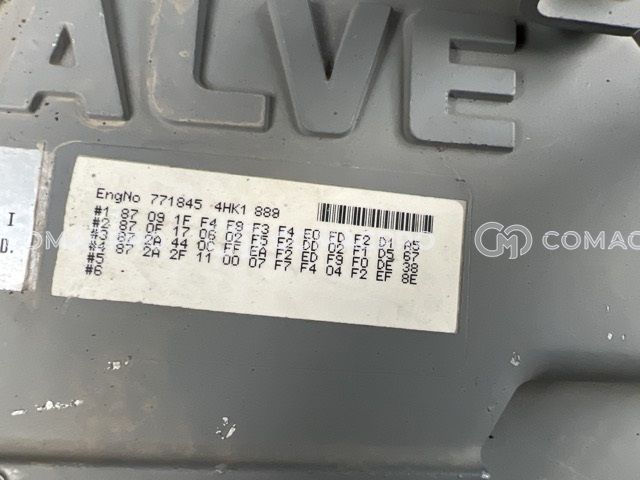 ALVE
EngNo 771845 4HK1 888
#1 87 09 1F F4 F8 F3 F4 E0 FD F2 D1 A5
#2 87 0F 17 06 02 F5 F2 DD 02 F1 D5 67
#3 87 2A 44 0C FE EA F2 ED F9 F0 DE 38
#4 87 2A 2F 11 00 07 F7 F4 04 F2 EF 8E
#5
#6
I
D.
COMAC
COMA
COMAC